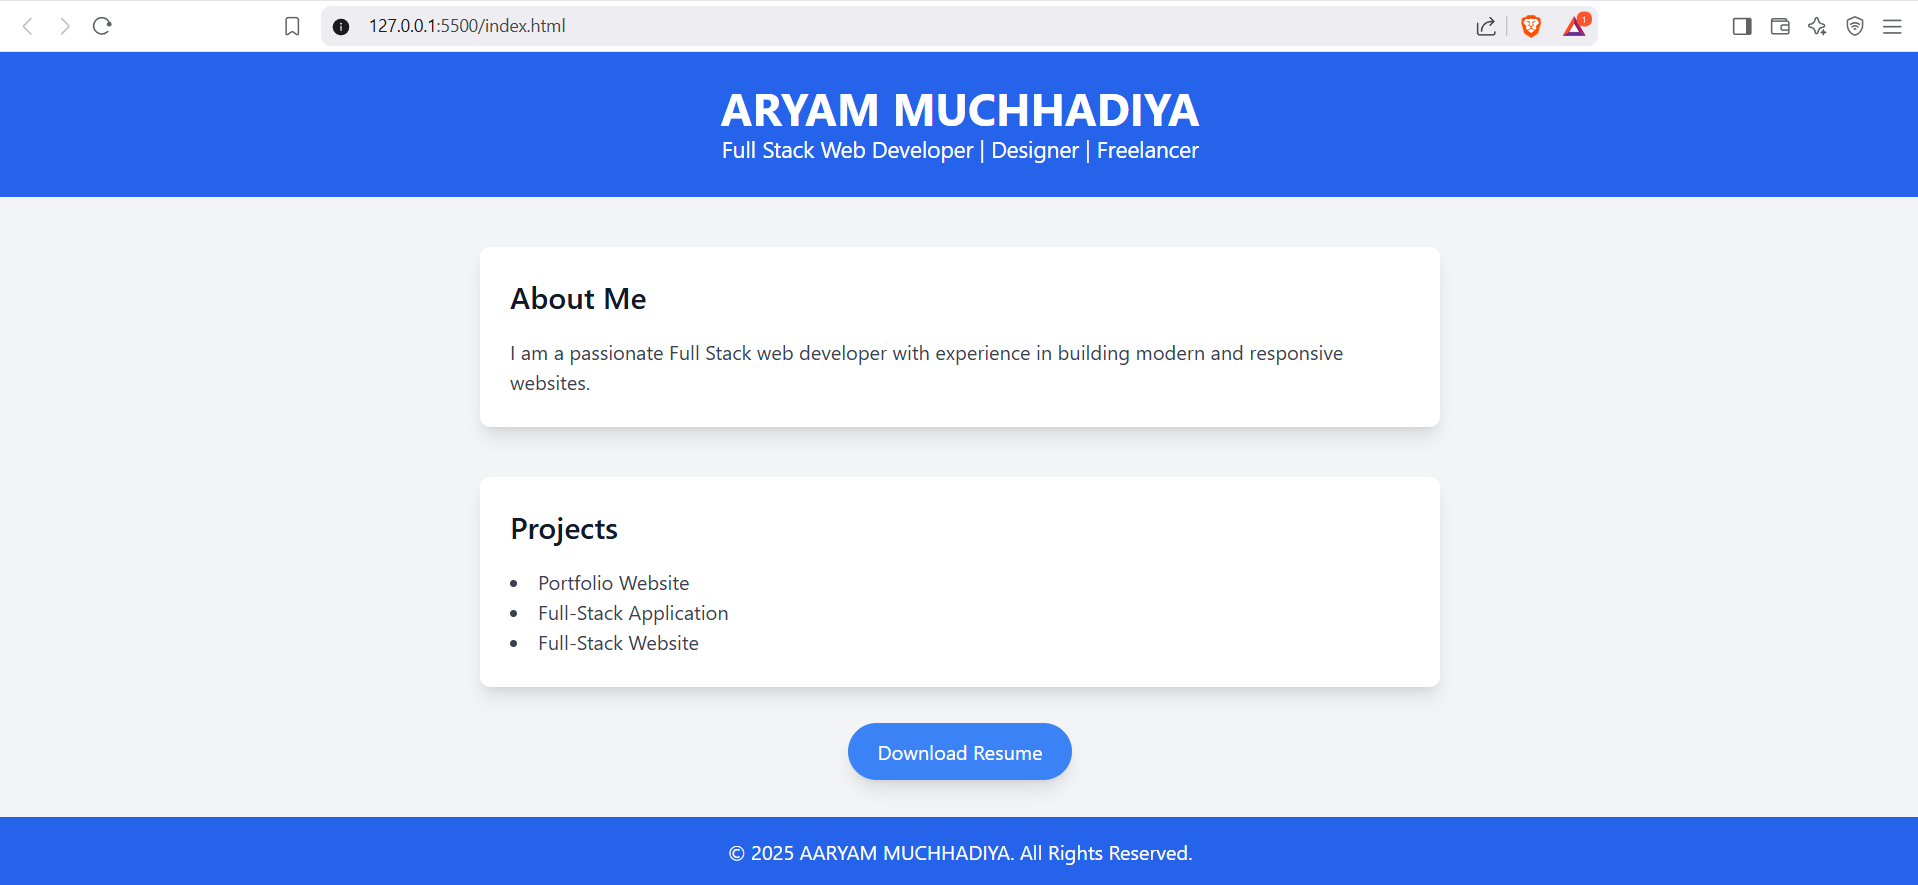 127.0.0.1:5500/index.html
1
ARYAM MUCHHADIYA
Full Stack Web Developer | Designer | Freelancer
About Me
I am a passionate Full Stack web developer with experience in building modern and responsive
websites.
Projects
• Portfolio Website
• Full-Stack Application
• Full-Stack Website
Download Resume
© 2025 AARYAM MUCHHADIYA. All Rights Reserved.